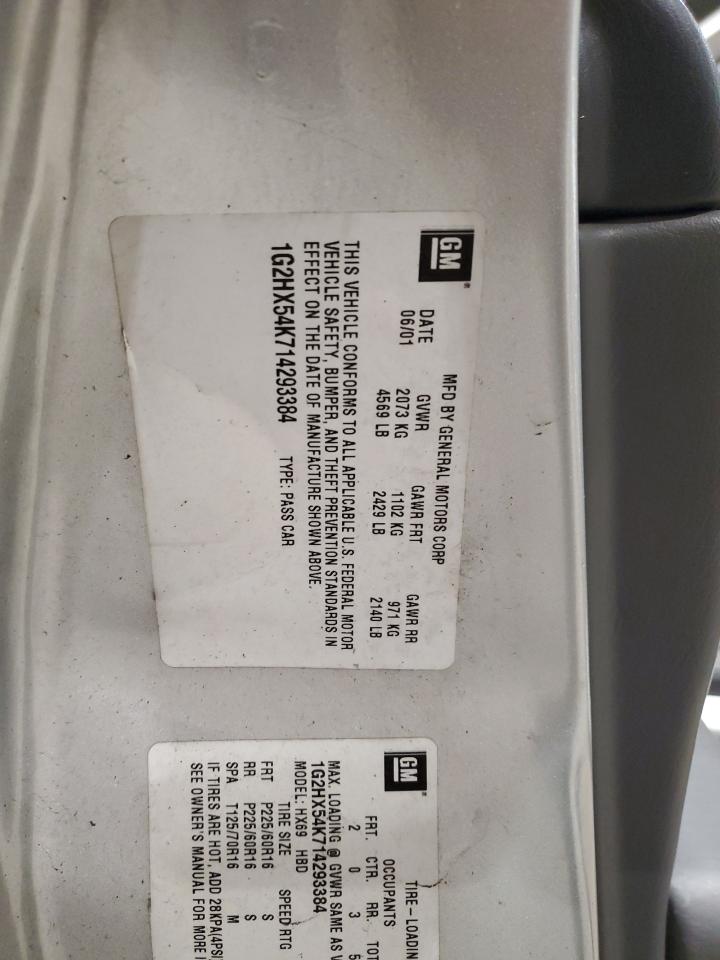 GM
MFD BY GENERAL MOTORS CORP
DATE GVWR GAWR FRT GAWR RR
06/01 2073 KG 1102 KG 971 KG
4569 LB 2429 LB 2140 LB
THIS VEHICLE CONFORMS TO ALL APPLICABLE U.S. FEDERAL MOTOR
VEHICLE SAFETY, BUMPER, AND THEFT PREVENTION STANDARDS IN
EFFECT ON THE DATE OF MANUFACTURE SHOWN ABOVE.
1G2HX54K714293384 TYPE: PASS CAR
GM
TIRE-LOADIN
OCCUPANTS
FRT. CTR. RR. TOT
2 0 3 5
MAX. LOADING @ GVWR SAME AS V
1G2HX54K714293384
MODEL: HX69 HBD
TIRE SIZE SPEED RTG
FRT P225/60R16 S
RR P225/60R16 S
SPA T125/70R16 M
IF TIRES ARE HOT, ADD 28KPA(4PSI
SEE OWNER'S MANUAL FOR MORE I